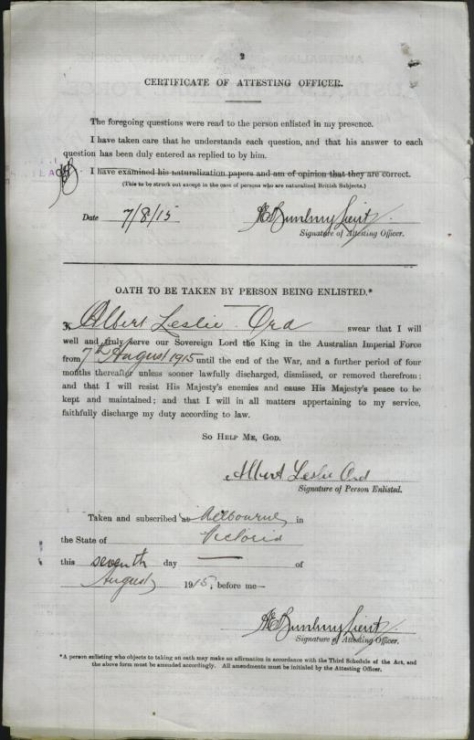 2
CERTIFICATE OF ATTESTING OFFICER.
The foregoing questions were read to the person enlisted in my presence.
I have taken care that he understands each question, and that his answer to each
question has been duly entered as replied to by him.
I have examined his naturalization papers and am of opinion that they are correct.
(This to be struck out except in the case of persons who are naturalized British Subjects.)
Date 7/8/15
Bunbury Lieut
Signature of Attesting Officer.
OATH TO BE TAKEN BY PERSON BEING ENLISTED.*
I, Albert Leslie Ord swear that I will
well and truly serve our Sovereign Lord the King in the Australian Imperial Force
from 7th August 1915 until the end of the War, and a further period of four
months thereafter unless sooner lawfully discharged, dismissed, or removed therefrom;
and that I will resist His Majesty's enemies and cause His Majesty's peace to be
kept and maintained; and that I will in all matters appertaining to my service,
faithfully discharge my duty according to law.
SO HELP ME, GOD.
Albert Leslie Ord
Signature of Person Enlisted.
Taken and subscribed at Melbourne in
the State of Victoria
this seventh day of
August 1915, before me—
Bunbury Lieut
Signature of Attesting Officer.
*A person enlisting who objects to taking an oath may make an affirmation in accordance with the Third Schedule of the Act, and
the above form must be amended accordingly. All amendments must be initialed by the Attesting Officer.